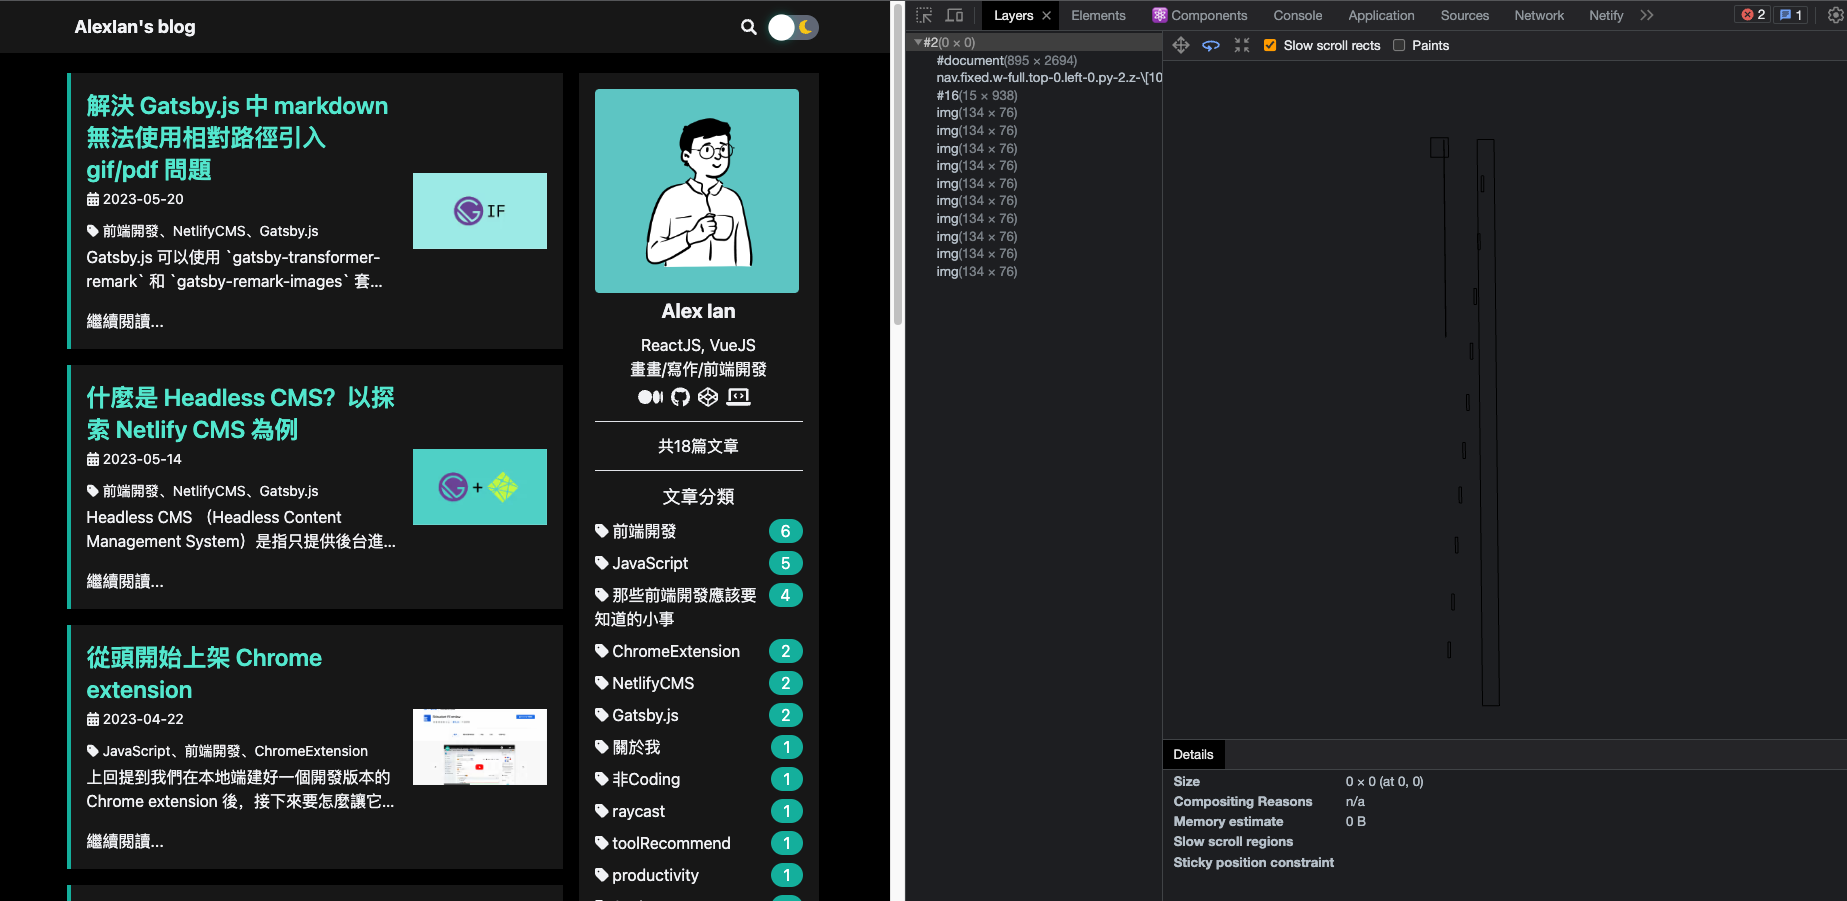 AlexIan's blog
解決 Gatsby.js 中 markdown
無法使用相對路徑引入
gif/pdf 問題
2023-05-20
前端開發、NetlifyCMS、Gatsby.js
Gatsby.js 可以使用 `gatsby-transformer-
remark` 和 `gatsby-remark-images` 套...
繼續閱讀...
IF
什麼是 Headless CMS？以探
索 Netlify CMS 為例
2023-05-14
前端開發、NetlifyCMS、Gatsby.js
Headless CMS （Headless Content
Management System）是指只提供後台進...
繼續閱讀...
+
從頭開始上架 Chrome
extension
2023-04-22
JavaScript、前端開發、ChromeExtension
上回提到我們在本地端建好一個開發版本的
Chrome extension 後，接下來要怎麼讓它...
繼續閱讀...
Alex Ian
ReactJS, VueJS
畫畫/寫作/前端開發
共18篇文章
文章分類
前端開發 6
JavaScript 5
那些前端開發應該要 4
知道的小事
ChromeExtension 2
NetlifyCMS 2
Gatsby.js 2
關於我 1
非Coding 1
raycast 1
toolRecommend 1
productivity 1
Layers × Elements Components Console Application Sources Network Netify 2 1
#2(0 × 0)
#document(895 × 2694)
nav.fixed.w-full.top-0.left-0.py-2.z-\[10
#16(15 × 938)
img(134 × 76)
img(134 × 76)
img(134 × 76)
img(134 × 76)
img(134 × 76)
img(134 × 76)
img(134 × 76)
img(134 × 76)
img(134 × 76)
img(134 × 76)
Slow scroll rects Paints
Details
Size 0 × 0 (at 0, 0)
Compositing Reasons n/a
Memory estimate 0 B
Slow scroll regions
Sticky position constraint